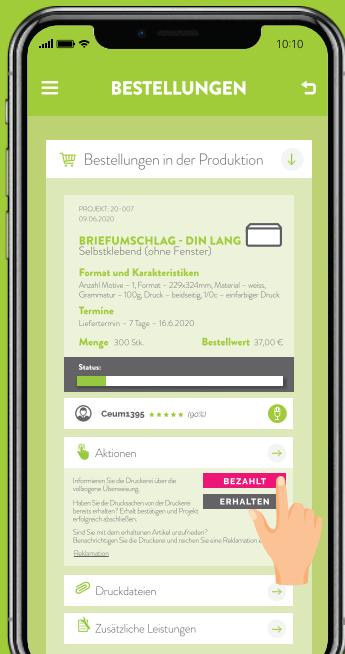 10:10
BESTELLUNGEN
Bestellungen in der Produktion
PROJEKT: 20-007
09.06.2020
BRIEFUMSCHLAG - DIN LANG
Selbstklebend (ohne Fenster)
Format und Karakteristiken
Anzahl Motive – 1, Format – 229x324mm, Material – weiss,
Grammatur – 100g, Druck – beidseitig, 1/0c – einfarbiger Druck
Termine
Liefertermin – 7 Tage – 16.6.2020
Menge 300 Stk. Bestellwert 37,00 €
Status:
Ceum1395 ★★★★★ (90%)
Aktionen
Informieren Sie die Druckerei über die
vollzogene Überweisung.
BEZAHLT
Haben Sie die Drucksachen von der Druckerei
bereits erhalten? Erhalt bestätigen und Projekt
erfolgreich abschließen.
ERHALTEN
Sind Sie mit dem erhaltenen Artikel unzufrieden?
Benachrichtigen Sie die Druckerei und reichen Sie eine Reklamation
Reklamation
Druckdateien
Zusätzliche Leistungen